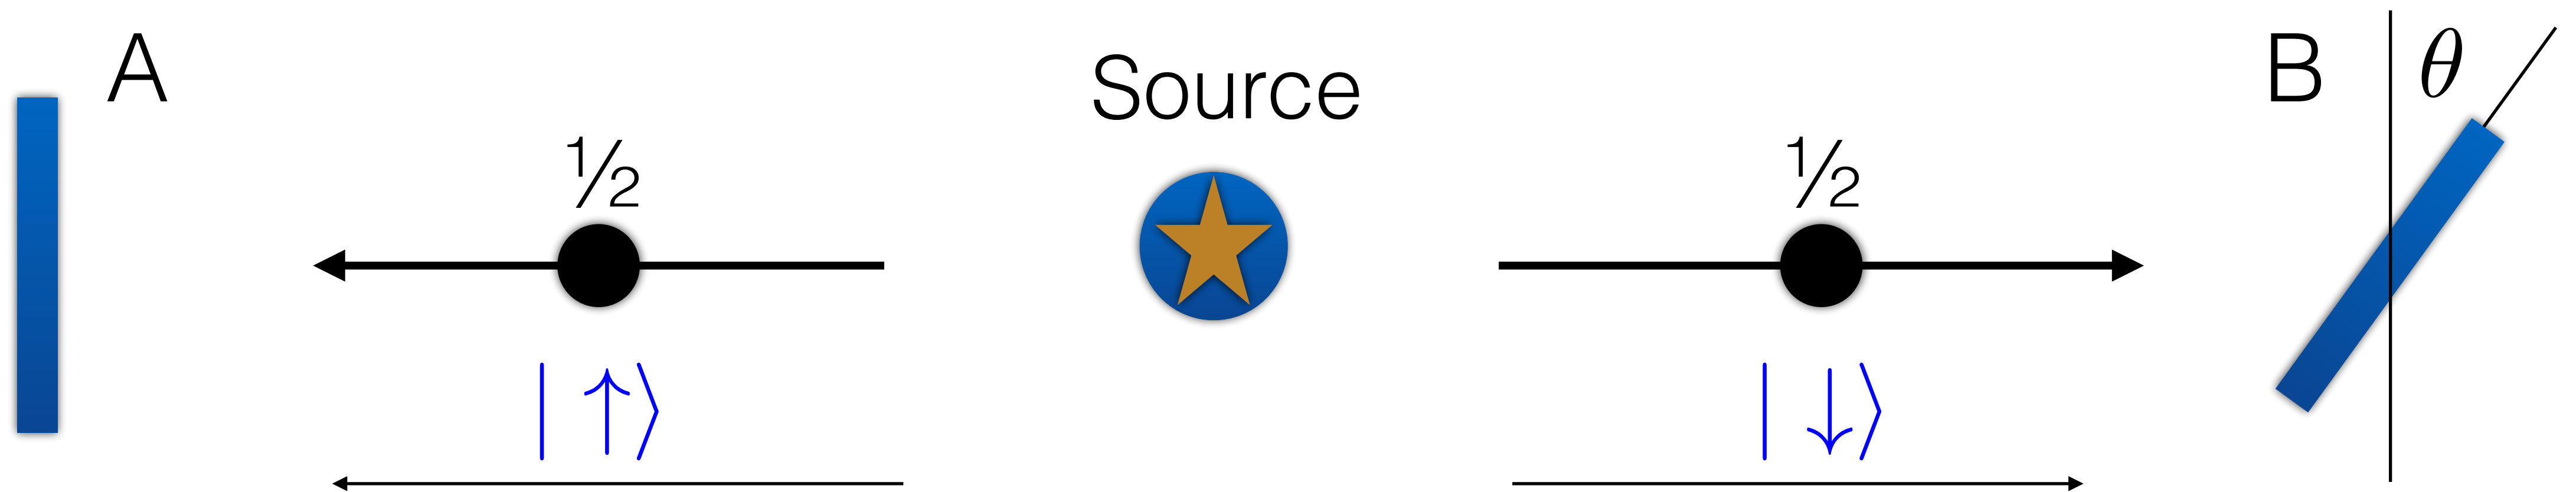 A
Source
B
θ
½
½
| ↑⟩
| ↓⟩